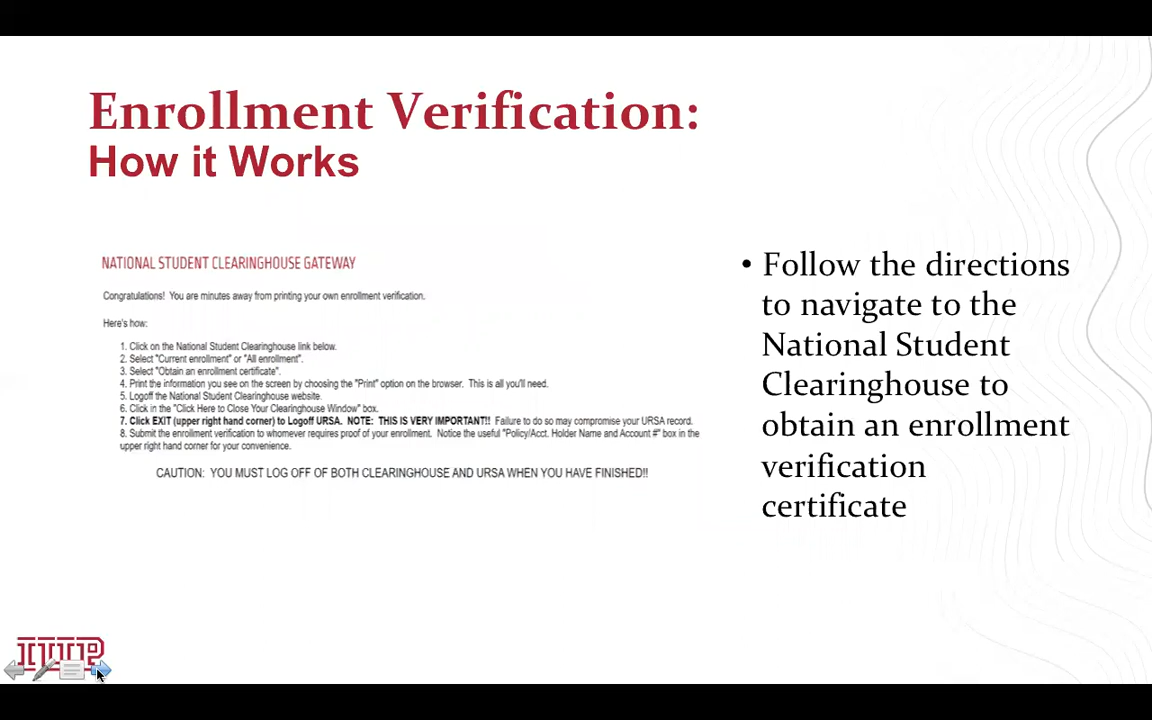 Enrollment Verification:
How it Works
NATIONAL STUDENT CLEARINGHOUSE GATEWAY
Congratulations! You are minutes away from printing your own enrollment verification.
Here's how:
1. Click on the National Student Clearinghouse link below.
2. Select "Current enrollment" or "All enrollment".
3. Select "Obtain an enrollment certificate".
4. Print the information you see on the screen by choosing the "Print" option on the browser. This is all you'll need.
5. Logoff the National Student Clearinghouse website.
6. Click in the "Click Here to Close Your Clearinghouse Window" box.
7. Click EXIT (upper right hand corner) to Logoff URSA. NOTE: THIS IS VERY IMPORTANT!! Failure to do so may compromise your URSA record.
8. Submit the enrollment verification to whomever requires proof of your enrollment. Notice the useful "Policy/Acct. Holder Name and Account #" box in the
upper right hand corner for your convenience.
CAUTION: YOU MUST LOG OFF OF BOTH CLEARINGHOUSE AND URSA WHEN YOU HAVE FINISHED!!
• Follow the directions
to navigate to the
National Student
Clearinghouse to
obtain an enrollment
verification
certificate